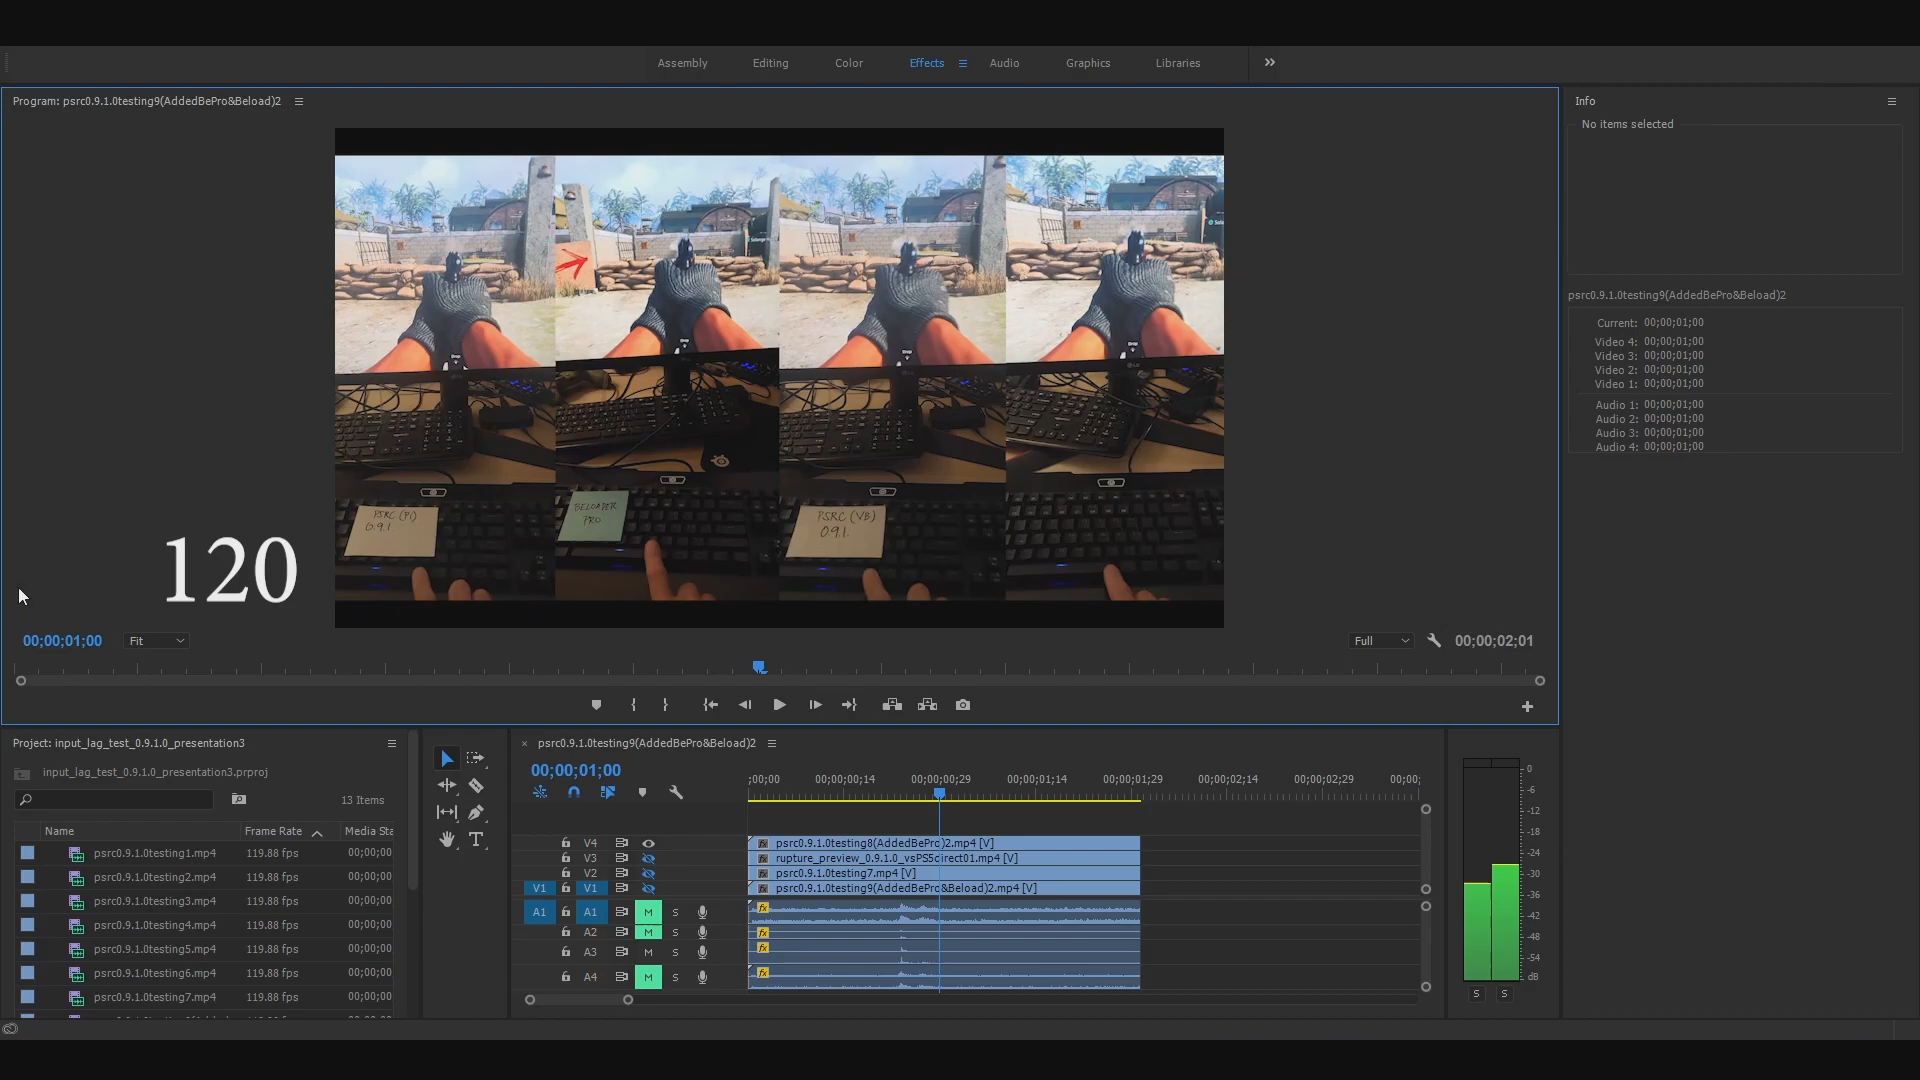 Assembly
Editing
Color
Effects
Audio
Graphics
Libraries
Program: psrc0.9.1.0testing9(AddedBePro&Beload)2
Info
No items selected
psrc0.9.1.0testing9(AddedBePro&Beload)2
Current: 00;00;01;00
Video 4: 00;00;01;00
Video 3: 00;00;01;00
Video 2: 00;00;01;00
Video 1: 00;00;01;00
Audio 1: 00;00;01;00
Audio 2: 00;00;01;00
Audio 3: 00;00;01;00
Audio 4: 00;00;01;00
PSRC (PI)
0.9.1
BELOADER
PRO
PSRC (VB)
0.9.1.
120
00;00;01;00
Fit
Full
00;00;02;01
Project: input_lag_test_0.9.1.0_presentation3
input_lag_test_0.9.1.0_presentation3.prproj
13 Items
Name Frame Rate Media Sta
psrc0.9.1.0testing1.mp4 119.88 fps 00;00;00
psrc0.9.1.0testing2.mp4 119.88 fps 00;00;00
psrc0.9.1.0testing3.mp4 119.88 fps 00;00;00
psrc0.9.1.0testing4.mp4 119.88 fps 00;00;00
psrc0.9.1.0testing5.mp4 119.88 fps 00;00;00
psrc0.9.1.0testing6.mp4 119.88 fps 00;00;00
psrc0.9.1.0testing7.mp4 119.88 fps 00;00;00
psrc0.9.1.0testing9(AddedBePro&Beload)2
00;00;01;00
;00;00 00;00;00;14 00;00;00;29 00;00;01;14 00;00;01;29 00;00;02;14 00;00;02;29 00;00;
V4 psrc0.9.1.0testing8(AddedBePro)2.mp4 [V]
V3 rupture_preview_0.9.1.0_vsPS5direct01.mp4 [V]
V2 psrc0.9.1.0testing7.mp4 [V]
V1 V1 psrc0.9.1.0testing9(AddedBePro&Beload)2.mp4 [V]
A1 A1 M S fx
A2 M S fx
A3 M S fx
A4 M S fx
0
-6
-12
-18
-24
-30
-36
-42
-48
-54
dB
S S